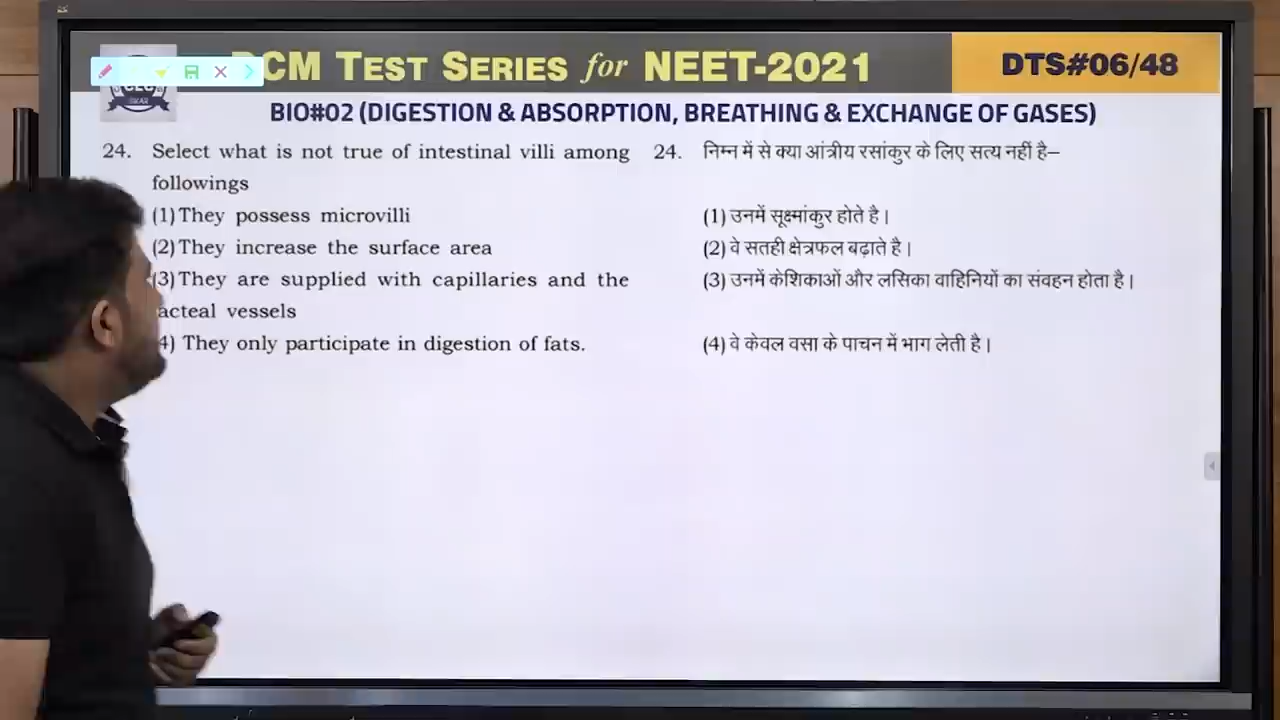 TEST SERIES for NEET-2021
DTS#06/48
BIO#02 (DIGESTION & ABSORPTION, BREATHING & EXCHANGE OF GASES)
24. Select what is not true of intestinal villi among
followings
(1) They possess microvilli
(2) They increase the surface area
(3) They are supplied with capillaries and the
acteal vessels
4) They only participate in digestion of fats.
24. निम्न में से क्या आंत्रीय रसांकुर के लिए सत्य नहीं है–
(1) उनमें सूक्ष्मांकुर होते है।
(2) वे सतही क्षेत्रफल बढ़ाते है।
(3) उनमें केशिकाओं और लसिका वाहिनियों का संवहन होता है।
(4) वे केवल वसा के पाचन में भाग लेती है।